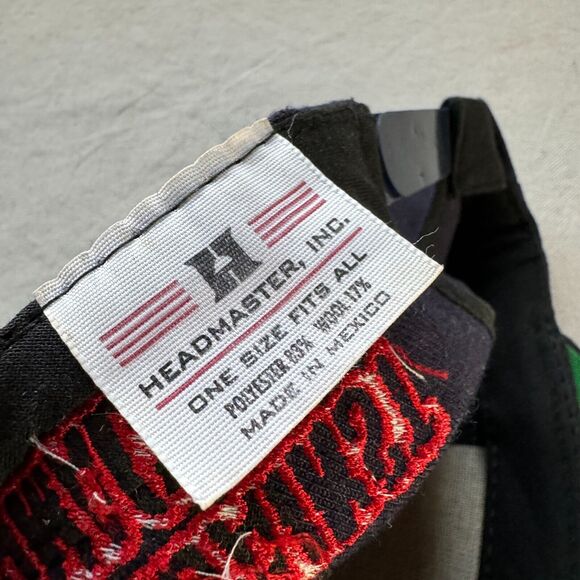 H
HEADMASTER, INC.
ONE SIZE FITS ALL
POLYESTER 83% WOOL 17%
MADE IN MEXICO